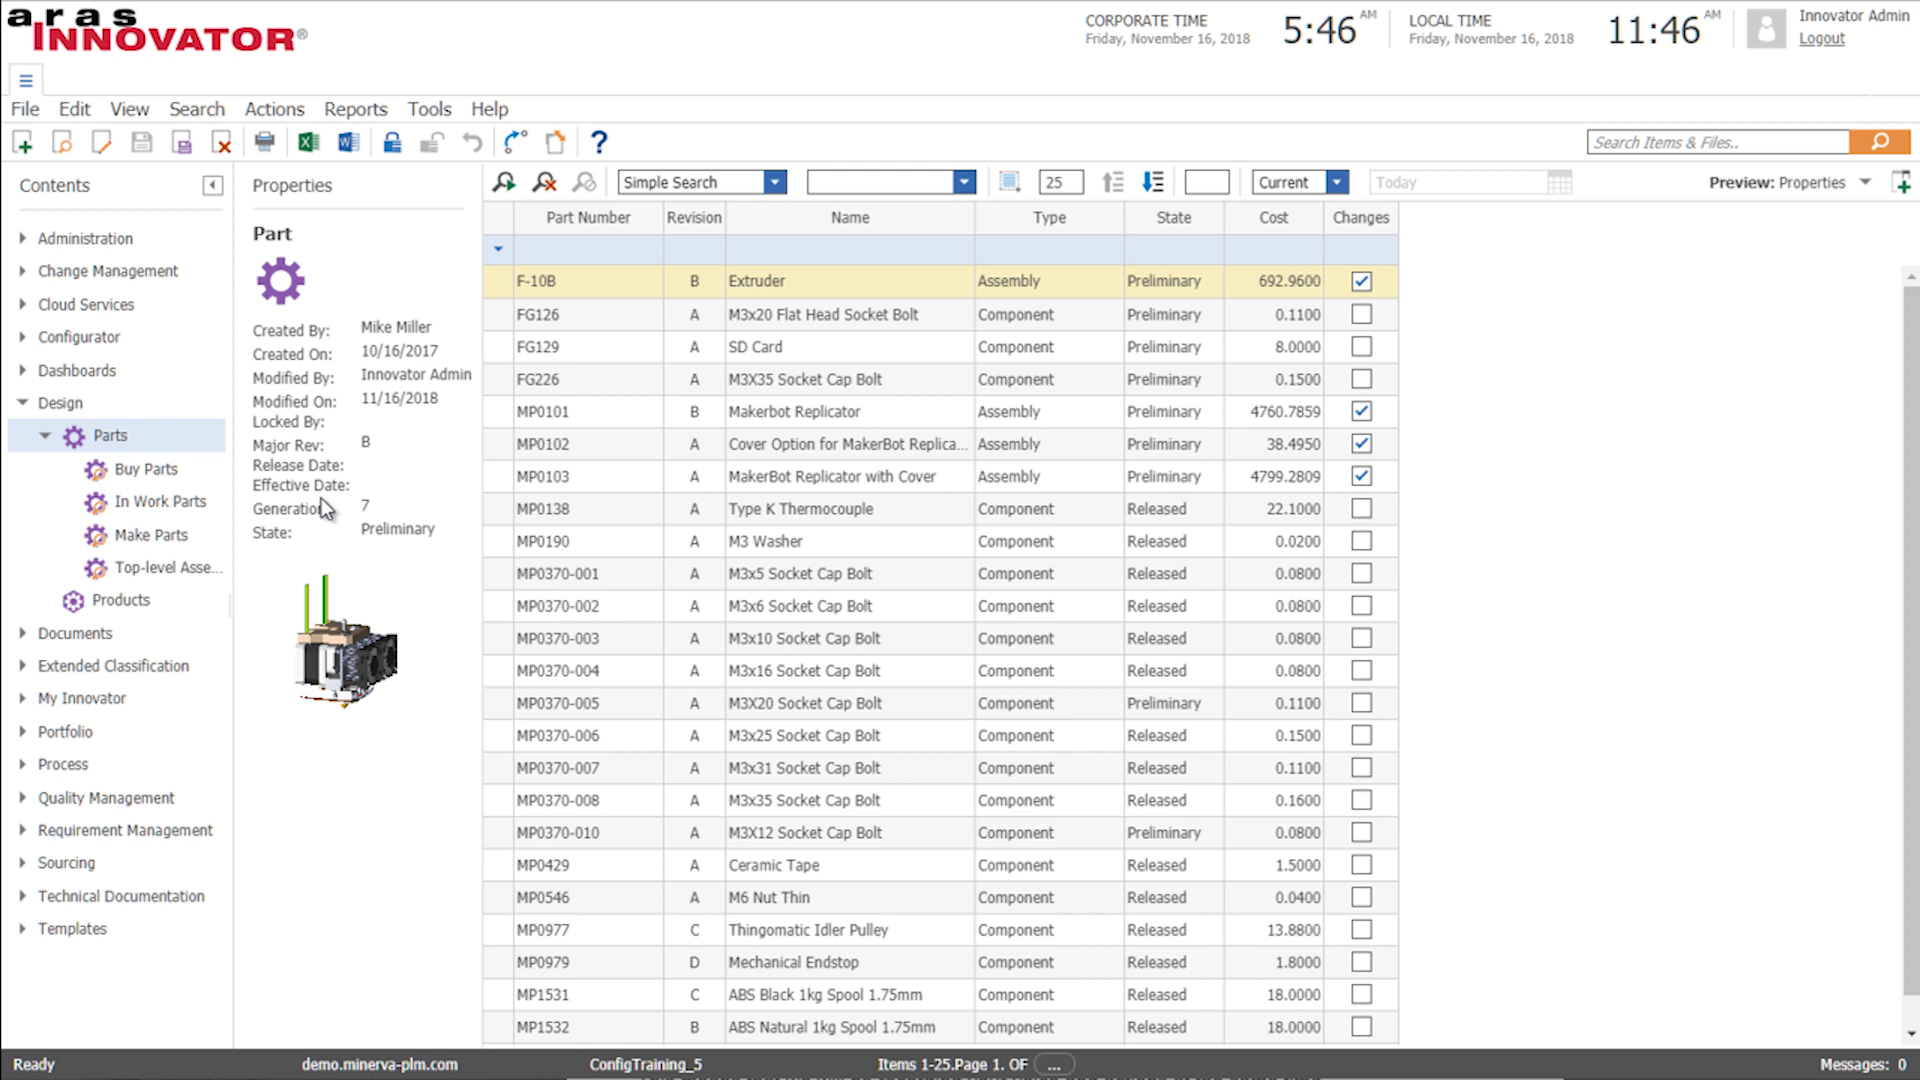 aras
INNOVATOR®
CORPORATE TIME
Friday, November 16, 2018
5:46 AM
LOCAL TIME
Friday, November 16, 2018
11:46 AM
Innovator Admin
Logout
File Edit View Search Actions Reports Tools Help
Search Items & Files..
Contents
Administration
Change Management
Cloud Services
Configurator
Dashboards
Design
Parts
Buy Parts
In Work Parts
Make Parts
Top-level Asse...
Products
Documents
Extended Classification
My Innovator
Portfolio
Process
Quality Management
Requirement Management
Sourcing
Technical Documentation
Templates
Properties
Part
Created By: Mike Miller
Created On: 10/16/2017
Modified By: Innovator Admin
Modified On: 11/16/2018
Locked By:
Major Rev: B
Release Date:
Effective Date:
Generation 7
State: Preliminary
Simple Search 25 Current Today Preview: Properties
Part Number Revision Name Type State Cost Changes
F-10B B Extruder Assembly Preliminary 692.9600
FG126 A M3x20 Flat Head Socket Bolt Component Preliminary 0.1100
FG129 A SD Card Component Preliminary 8.0000
FG226 A M3X35 Socket Cap Bolt Component Preliminary 0.1500
MP0101 B Makerbot Replicator Assembly Preliminary 4760.7859
MP0102 A Cover Option for MakerBot Replica... Assembly Preliminary 38.4950
MP0103 A MakerBot Replicator with Cover Assembly Preliminary 4799.2809
MP0138 A Type K Thermocouple Component Released 22.1000
MP0190 A M3 Washer Component Released 0.0200
MP0370-001 A M3x5 Socket Cap Bolt Component Released 0.0800
MP0370-002 A M3x6 Socket Cap Bolt Component Released 0.0800
MP0370-003 A M3x10 Socket Cap Bolt Component Released 0.0800
MP0370-004 A M3x16 Socket Cap Bolt Component Released 0.0800
MP0370-005 A M3X20 Socket Cap Bolt Component Preliminary 0.1100
MP0370-006 A M3x25 Socket Cap Bolt Component Released 0.1500
MP0370-007 A M3x31 Socket Cap Bolt Component Released 0.1100
MP0370-008 A M3x35 Socket Cap Bolt Component Released 0.1600
MP0370-010 A M3X12 Socket Cap Bolt Component Preliminary 0.0800
MP0429 A Ceramic Tape Component Released 1.5000
MP0546 A M6 Nut Thin Component Released 0.0400
MP0977 C Thingomatic Idler Pulley Component Released 13.8800
MP0979 D Mechanical Endstop Component Released 1.8000
MP1531 C ABS Black 1kg Spool 1.75mm Component Released 18.0000
MP1532 B ABS Natural 1kg Spool 1.75mm Component Released 18.0000
Ready demo.minerva-plm.com ConfigTraining_5 Items 1-25.Page 1. OF ... Messages: 0